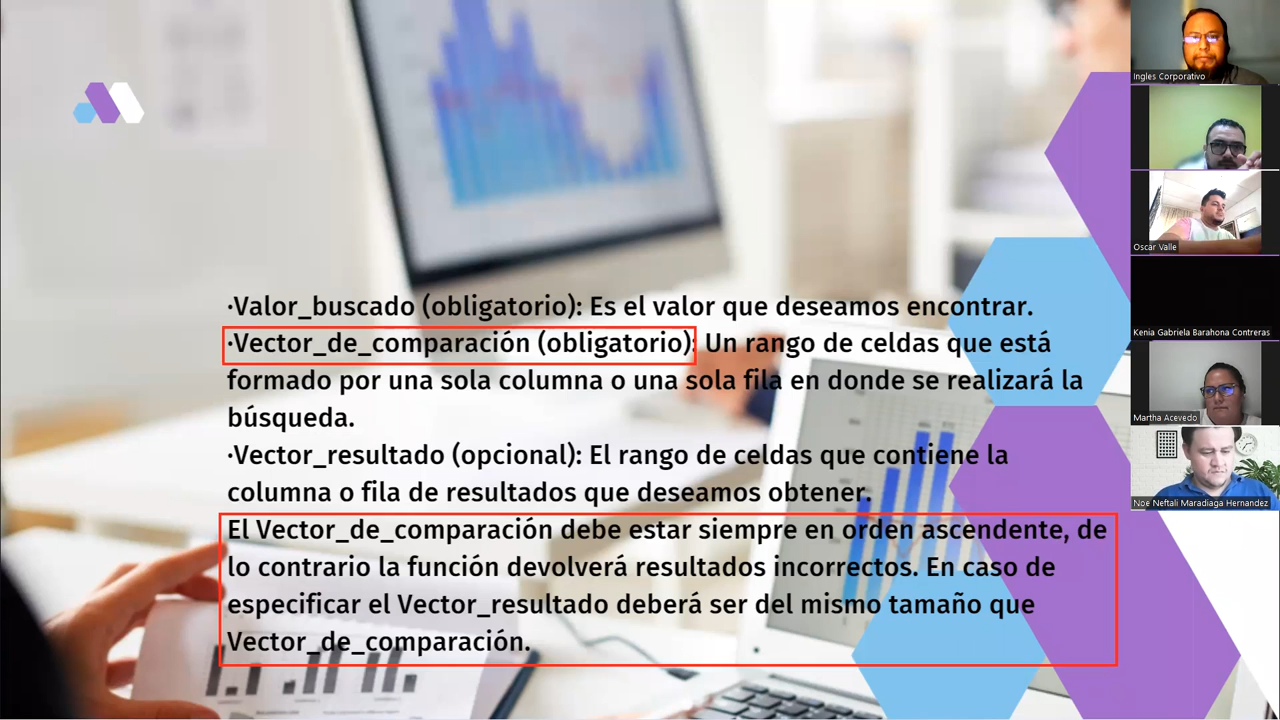 ·Valor_buscado (obligatorio): Es el valor que deseamos encontrar.
·Vector_de_comparación (obligatorio): Un rango de celdas que está
formado por una sola columna o una sola fila en donde se realizará la
búsqueda.
·Vector_resultado (opcional): El rango de celdas que contiene la
columna o fila de resultados que deseamos obtener.
El Vector_de_comparación debe estar siempre en orden ascendente, de
lo contrario la función devolverá resultados incorrectos. En caso de
especificar el Vector_resultado deberá ser del mismo tamaño que
Vector_de_comparación.
Ingles Corporativo
Oscar Valle
Kenia Gabriela Barahona Contreras
Martha Acevedo
Noe Neftali Maradiaga Hernandez